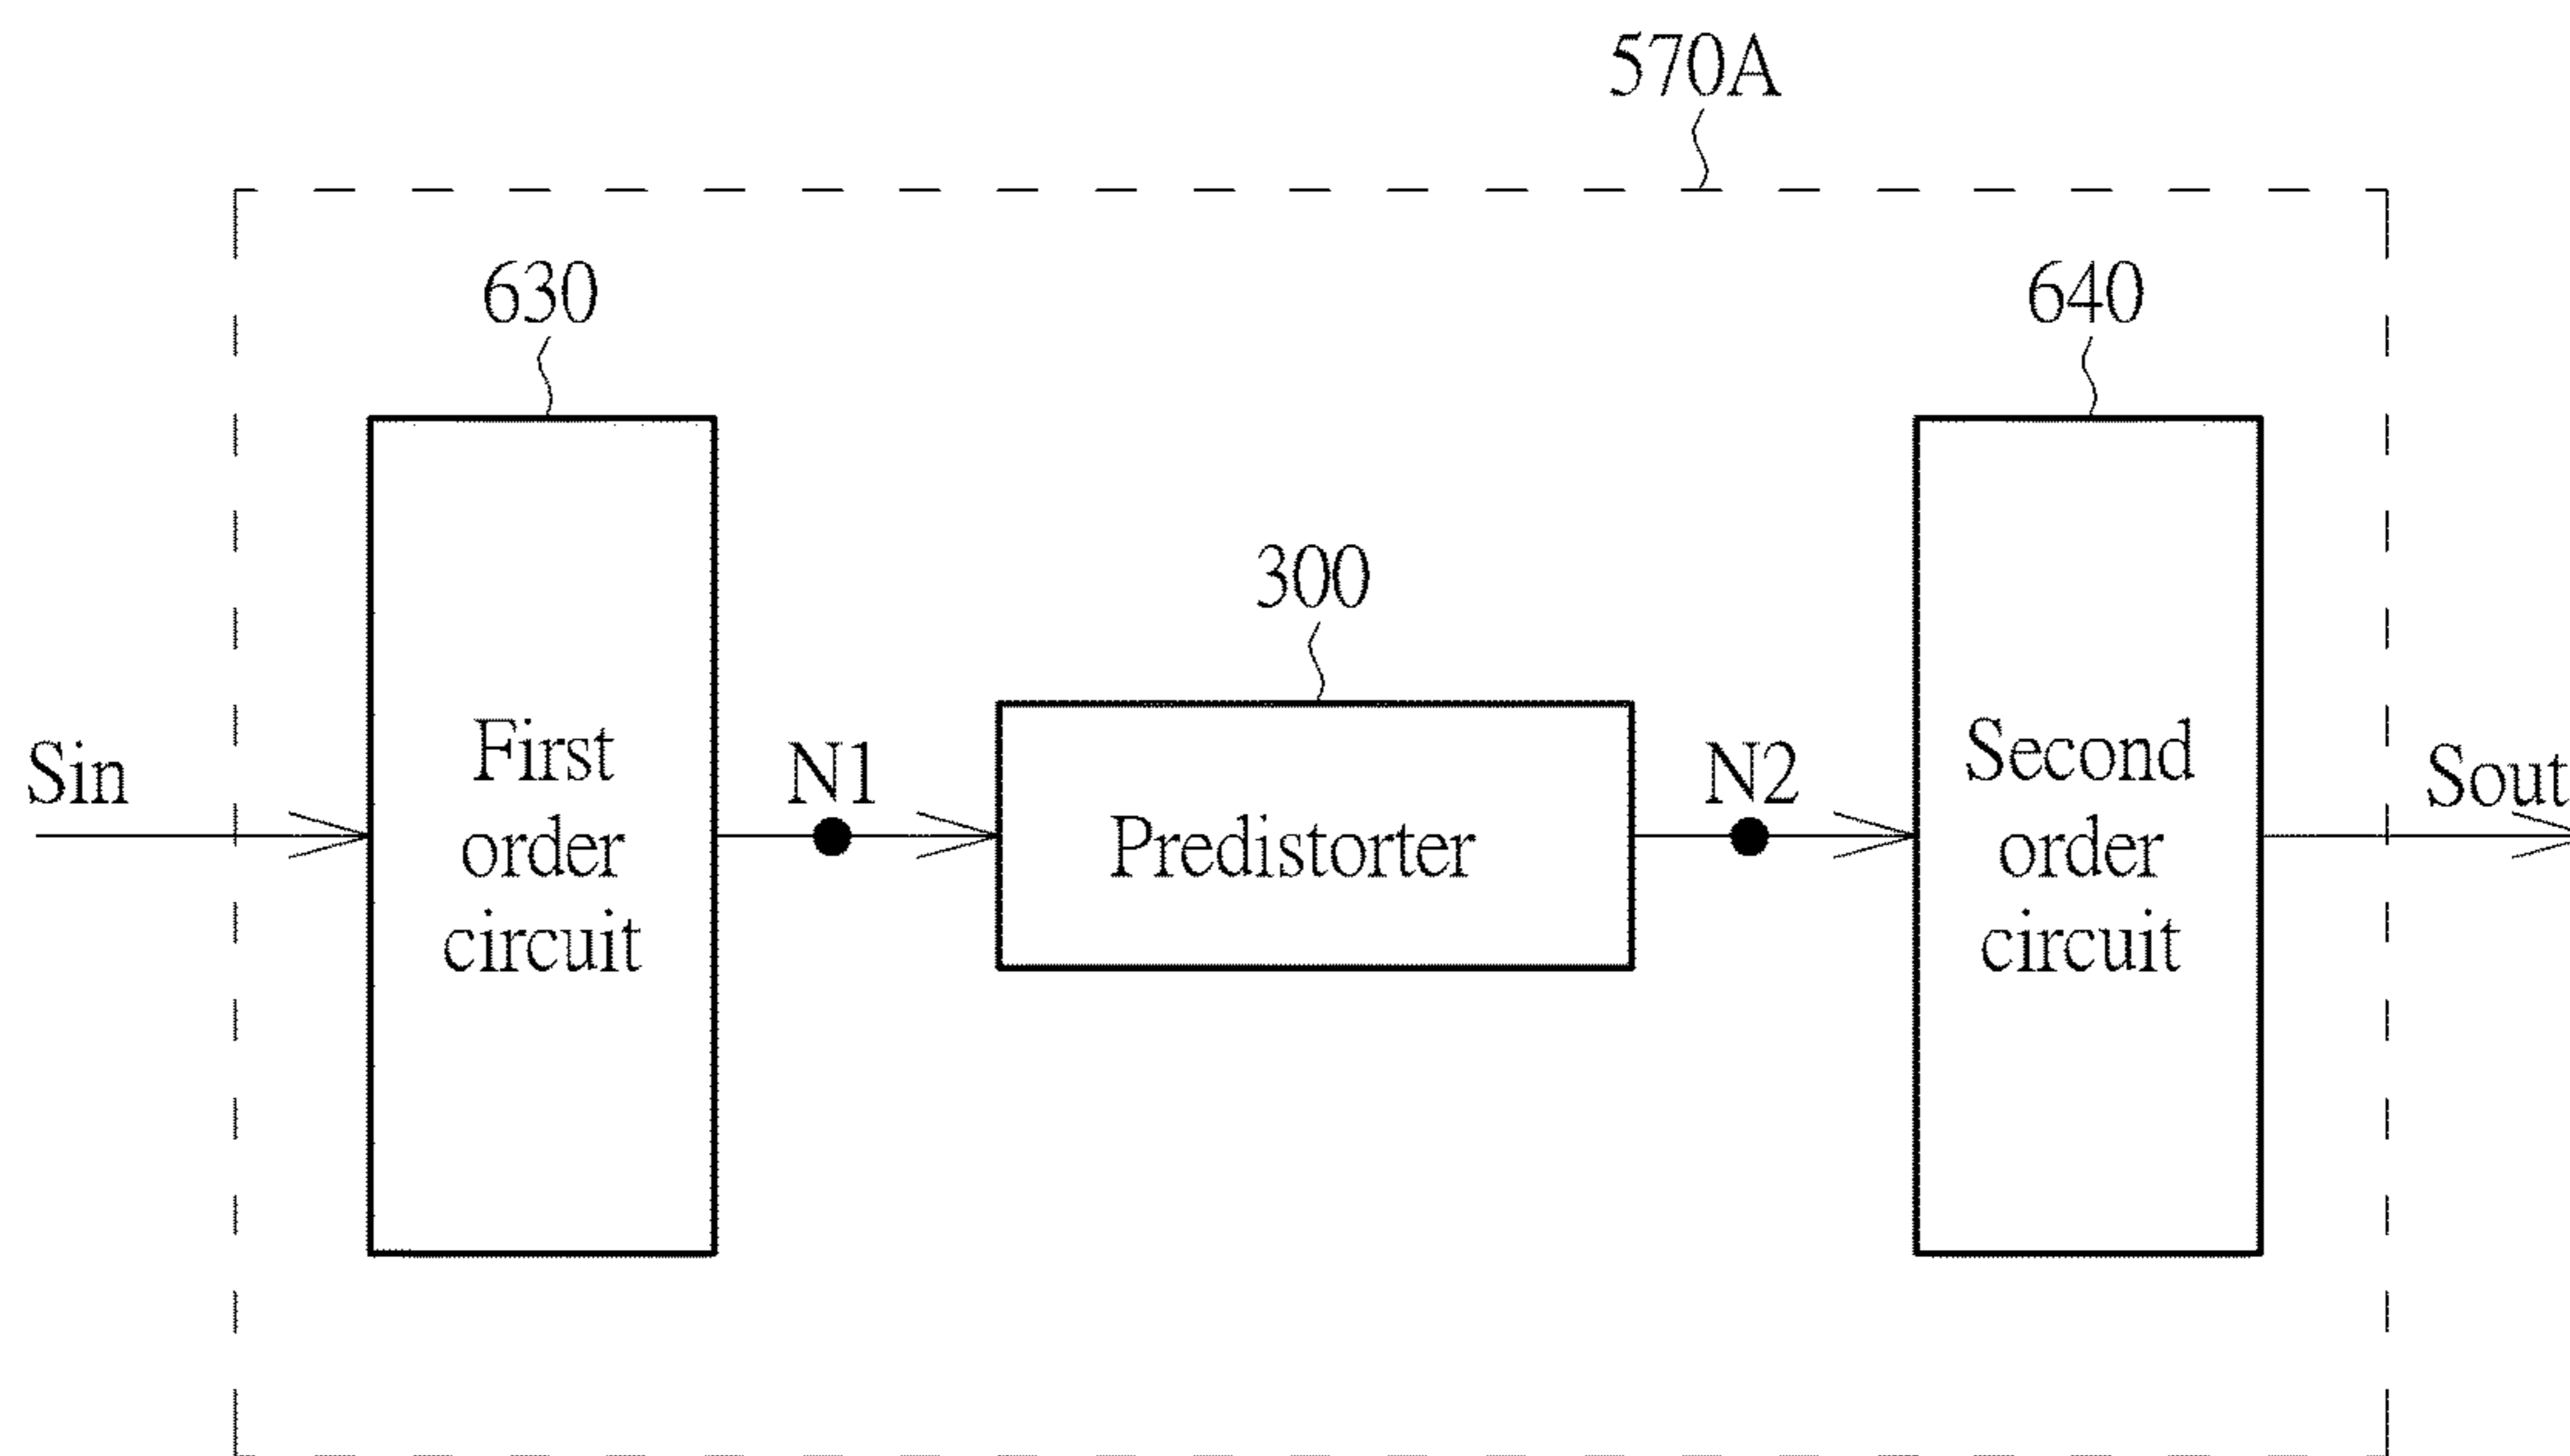 570A
630
640
300
Sin
First
order
circuit
N1
Predistorter
N2
Second
order
circuit
Sout